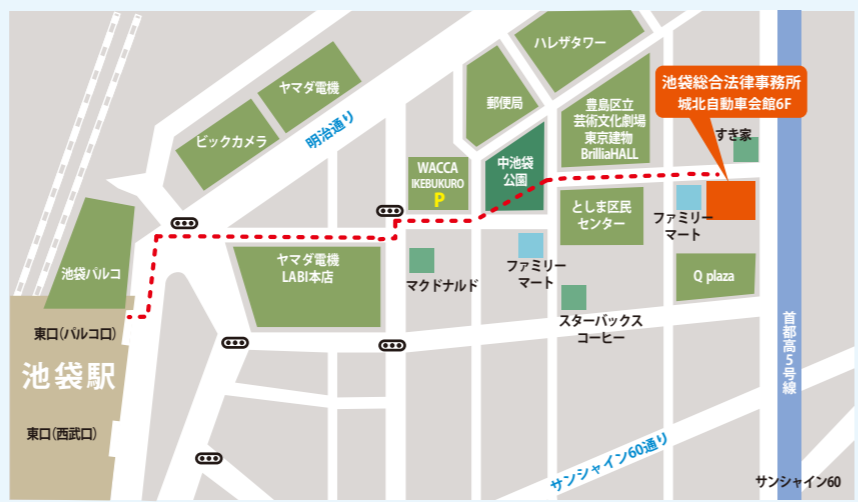 ハレザタワー
ヤマダ電機
ビックカメラ
明治通り
郵便局
豊島区立
芸術文化劇場
東京建物
BrilliaHALL
池袋総合法律事務所
城北自動車会館6F
すき家
WACCA
IKEBUKURO
P
中池袋
公園
としま区民
センター
ファミリー
マート
池袋パルコ
ヤマダ電機
LABI本店
マクドナルド
ファミリー
マート
Q plaza
スターバックス
コーヒー
首都高5号線
東口(パルコ口)
池袋駅
東口(西武口)
サンシャイン60通り
サンシャイン60